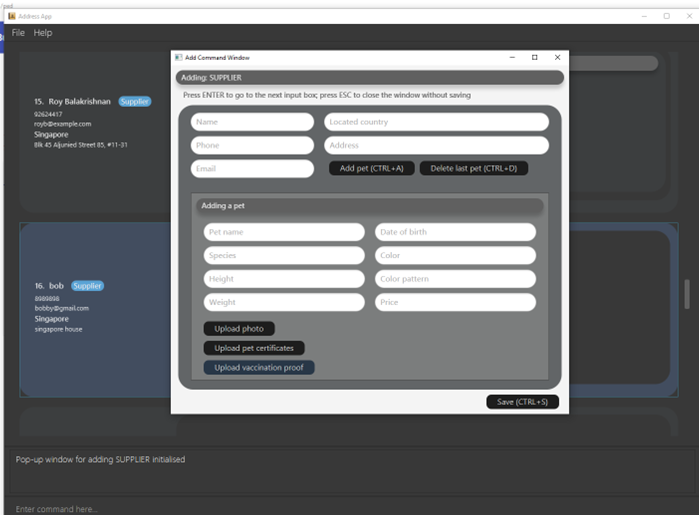 Address App
File Help
15. Roy Balakrishnan Supplier
92624417
royb@example.com
Singapore
Blk 45 Aljunied Street 85, #11-31
16. bob Supplier
8989898
bobby@gmail.com
Singapore
singapore house
Add Command Window
Adding: SUPPLIER
Press ENTER to go to the next input box; press ESC to close the window without saving
Name Located country
Phone Address
Email Add pet (CTRL+A) Delete last pet (CTRL+D)
Adding a pet
Pet name Date of birth
Species Color
Height Color pattern
Weight Price
Upload photo
Upload pet certificates
Upload vaccination proof
Save (CTRL+S)
Pop-up window for adding SUPPLIER initialised
Enter command here...